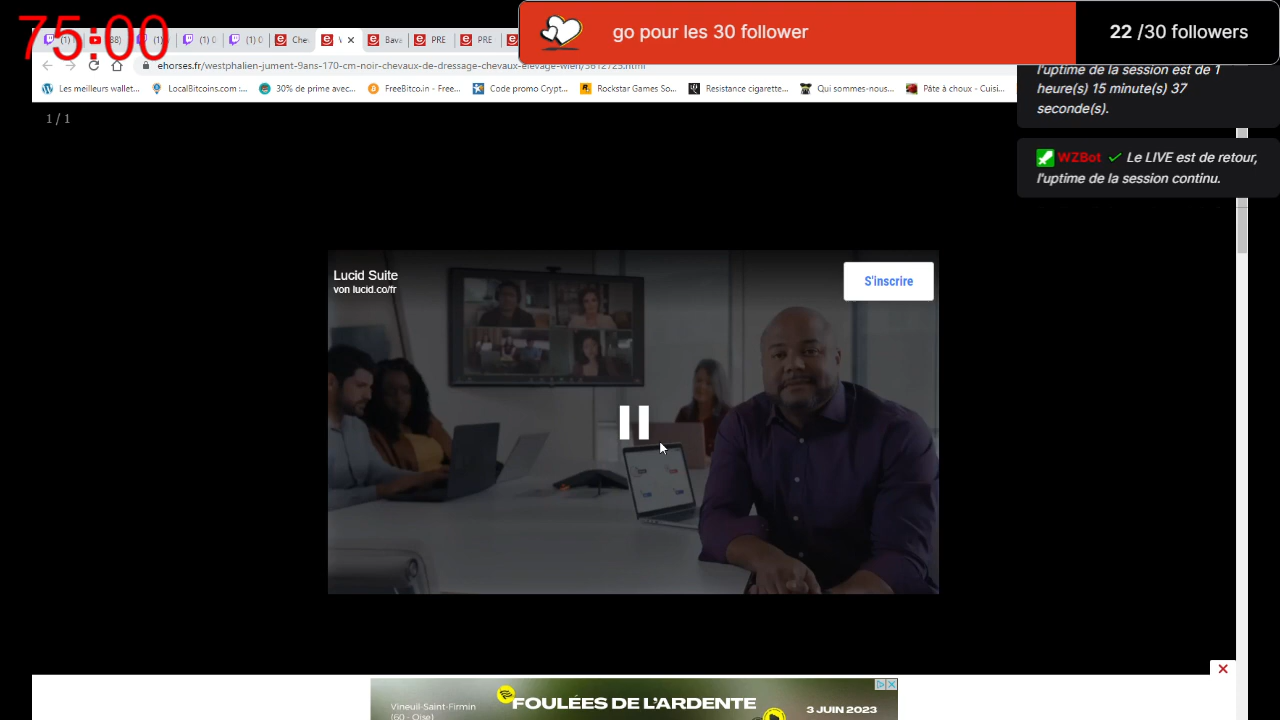 75:00
go pour les 30 follower
22 /30 followers
ehorses.fr/westphalien-jument-9ans-170-cm-noir-chevaux-de-dressage-chevaux-elevage-wien/3612725.html
Les meilleurs wallet...
LocalBitcoins.com :...
30% de prime avec...
FreeBitco.in - Free...
Code promo Crypt...
Rockstar Games So...
Resistance cigarette...
Qui sommes-nous...
Pâte à choux - Cuisi...
l'uptime de la session est de 1
heure(s) 15 minute(s) 37
seconde(s).
WZBot Le LIVE est de retour,
l'uptime de la session continu.
1 / 1
Lucid Suite
von lucid.co/fr
S'inscrire
Vineuil-Saint-Firmin
(60 - Oise)
FOULÉES DE L'ARDENTE
3 JUIN 2023